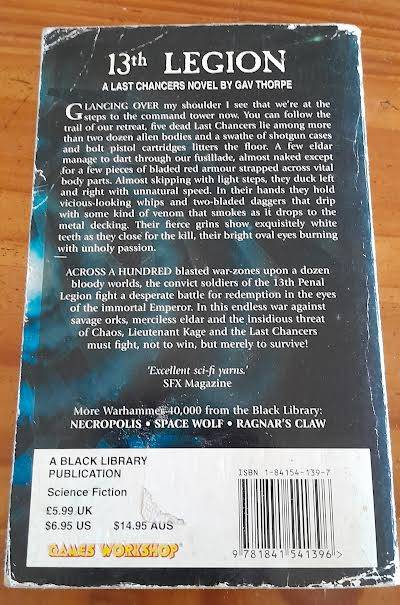 13th LEGION
A LAST CHANCERS NOVEL BY GAV THORPE
GLANCING OVER my shoulder I see that we're at the
steps to the command tower now. You can follow the
trail of our retreat, five dead Last Chancers lie among more
than two dozen alien bodies and a swathe of shotgun cases
and bolt pistol cartridges litters the floor. A few eldar
manage to dart through our fusillade, almost naked except
for a few pieces of bladed red armour strapped across vital
body parts. Almost skipping with light steps, they duck left
and right with unnatural speed. In their hands they hold
vicious-looking whips and two-bladed daggers that drip
with some kind of venom that smokes as it drops to the
metal decking. Their fierce grins show exquisitely white
teeth as they close for the kill, their bright oval eyes burning
with unholy passion.
ACROSS A HUNDRED blasted war-zones upon a dozen
bloody worlds, the convict soldiers of the 13th Penal
Legion fight a desperate battle for redemption in the eyes
of the immortal Emperor. In this endless war against
savage orks, merciless eldar and the insidious threat
of Chaos, Lieutenant Kage and the Last Chancers
must fight, not to win, but merely to survive!
'Excellent sci-fi yarns.'
SFX Magazine
More Warhammer 40,000 from the Black Library:
NECROPOLIS • SPACE WOLF • RAGNAR'S CLAW
A BLACK LIBRARY
PUBLICATION
Science Fiction
£5.99 UK
$6.95 US $14.95 AUS
GAMES WORKSHOP
ISBN 1-84154-139-7
9 781841 541396 >